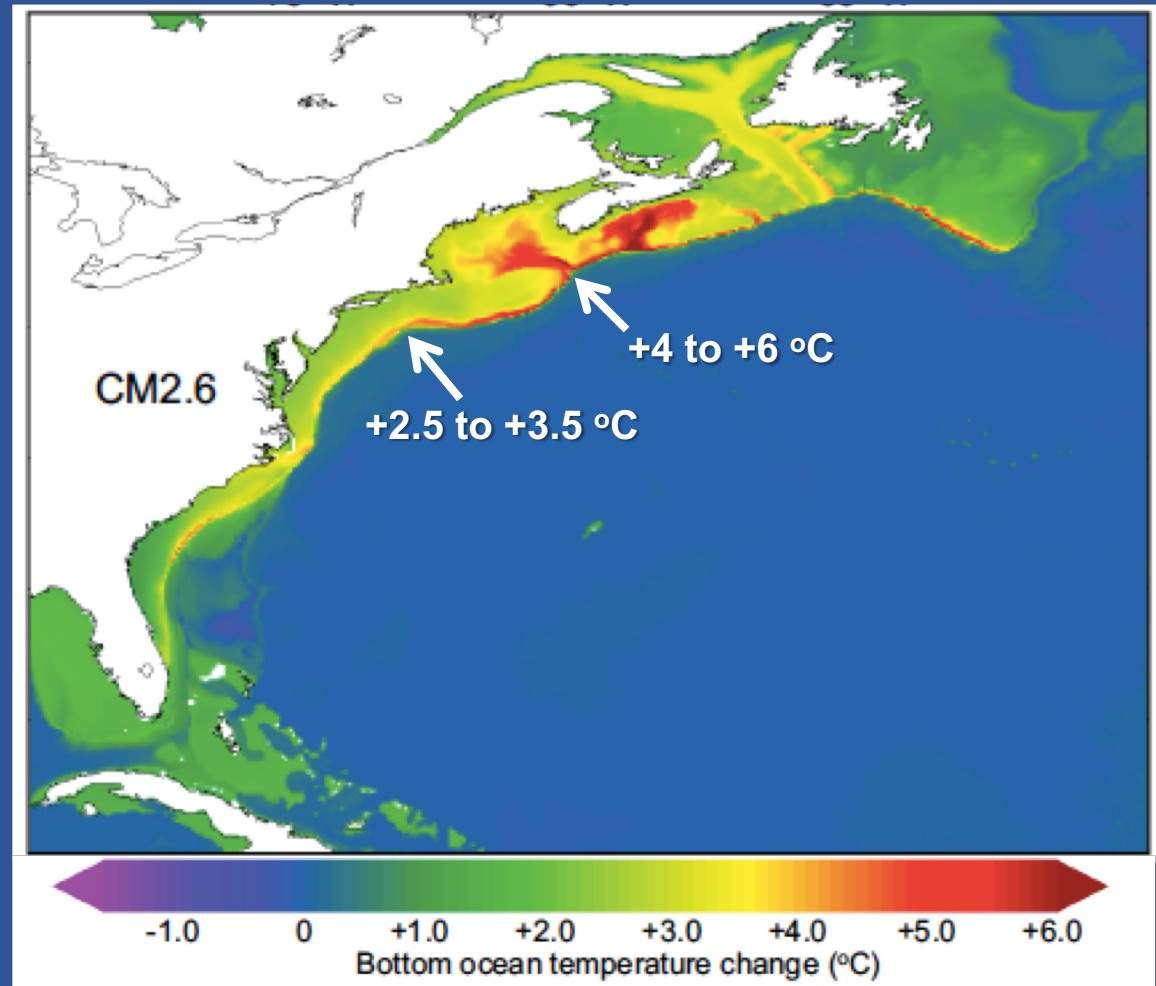 +4 to +6 °C
CM2.6
+2.5 to +3.5 °C
-1.0 0 +1.0 +2.0 +3.0 +4.0 +5.0 +6.0
Bottom ocean temperature change (°C)